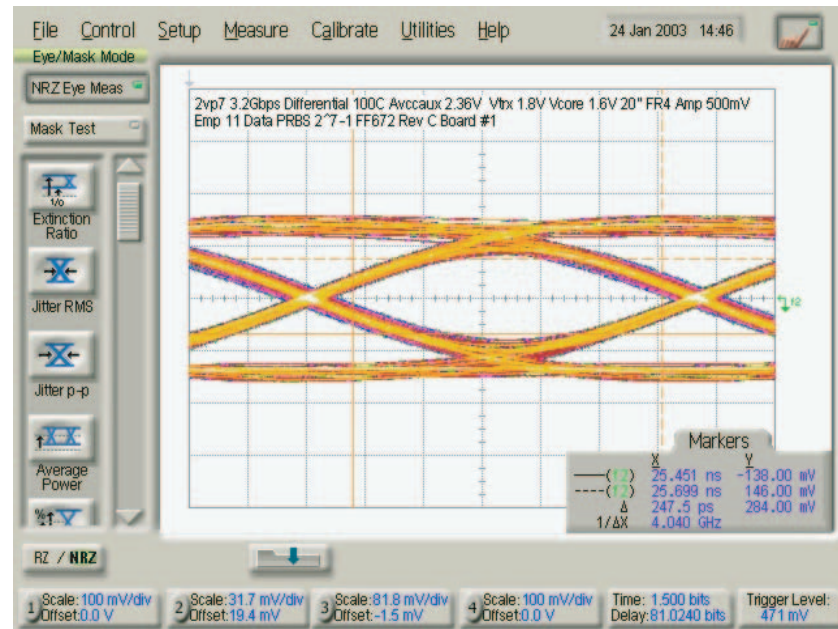 File Control Setup Measure Calibrate Utilities Help 24 Jan 2003 14:46
Eye/Mask Mode
NRZ Eye Meas
Mask Test
1/0
Extinction
Ratio
Jitter RMS
Jitter p-p
Average
Power
%
2vp7 3.2Gbps Differential 100C Avccaux 2.36V Vtrx 1.8V Vcore 1.6V 20" FR4 Amp 500mV
Emp 11 Data PRBS 2^7-1 FF672 Rev C Board #1
f2
Markers
X Y
(f2) 25.451 ns -138.00 mV
(f2) 25.699 ns 146.00 mV
Δ 247.5 ps 284.00 mV
1/ΔX 4.040 GHz
RZ / NRZ
1 Scale:100 mV/div
Offset:0.0 V
2 Scale:31.7 mV/div
Offset:19.4 mV
3 Scale:81.8 mV/div
Offset:-1.5 mV
4 Scale:100 mV/div
Offset:0.0 V
Time: 1.500 bits
Delay:81.0240 bits
Trigger Level:
471 mV